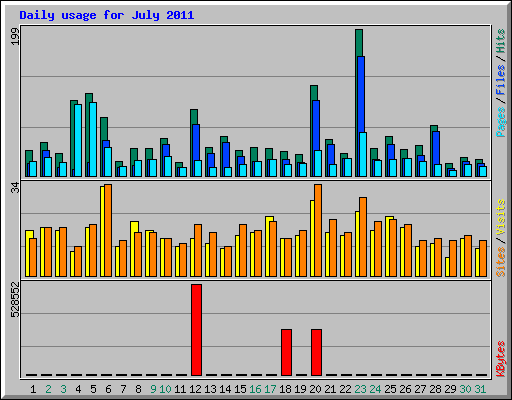 Daily usage for July 2011
199
Pages / Files / Hits
34
Sites / Visits
528552
KBytes
1 2 3 4 5 6 7 8 9 10 11 12 13 14 15 16 17 18 19 20 21 22 23 24 25 26 27 28 29 30 31